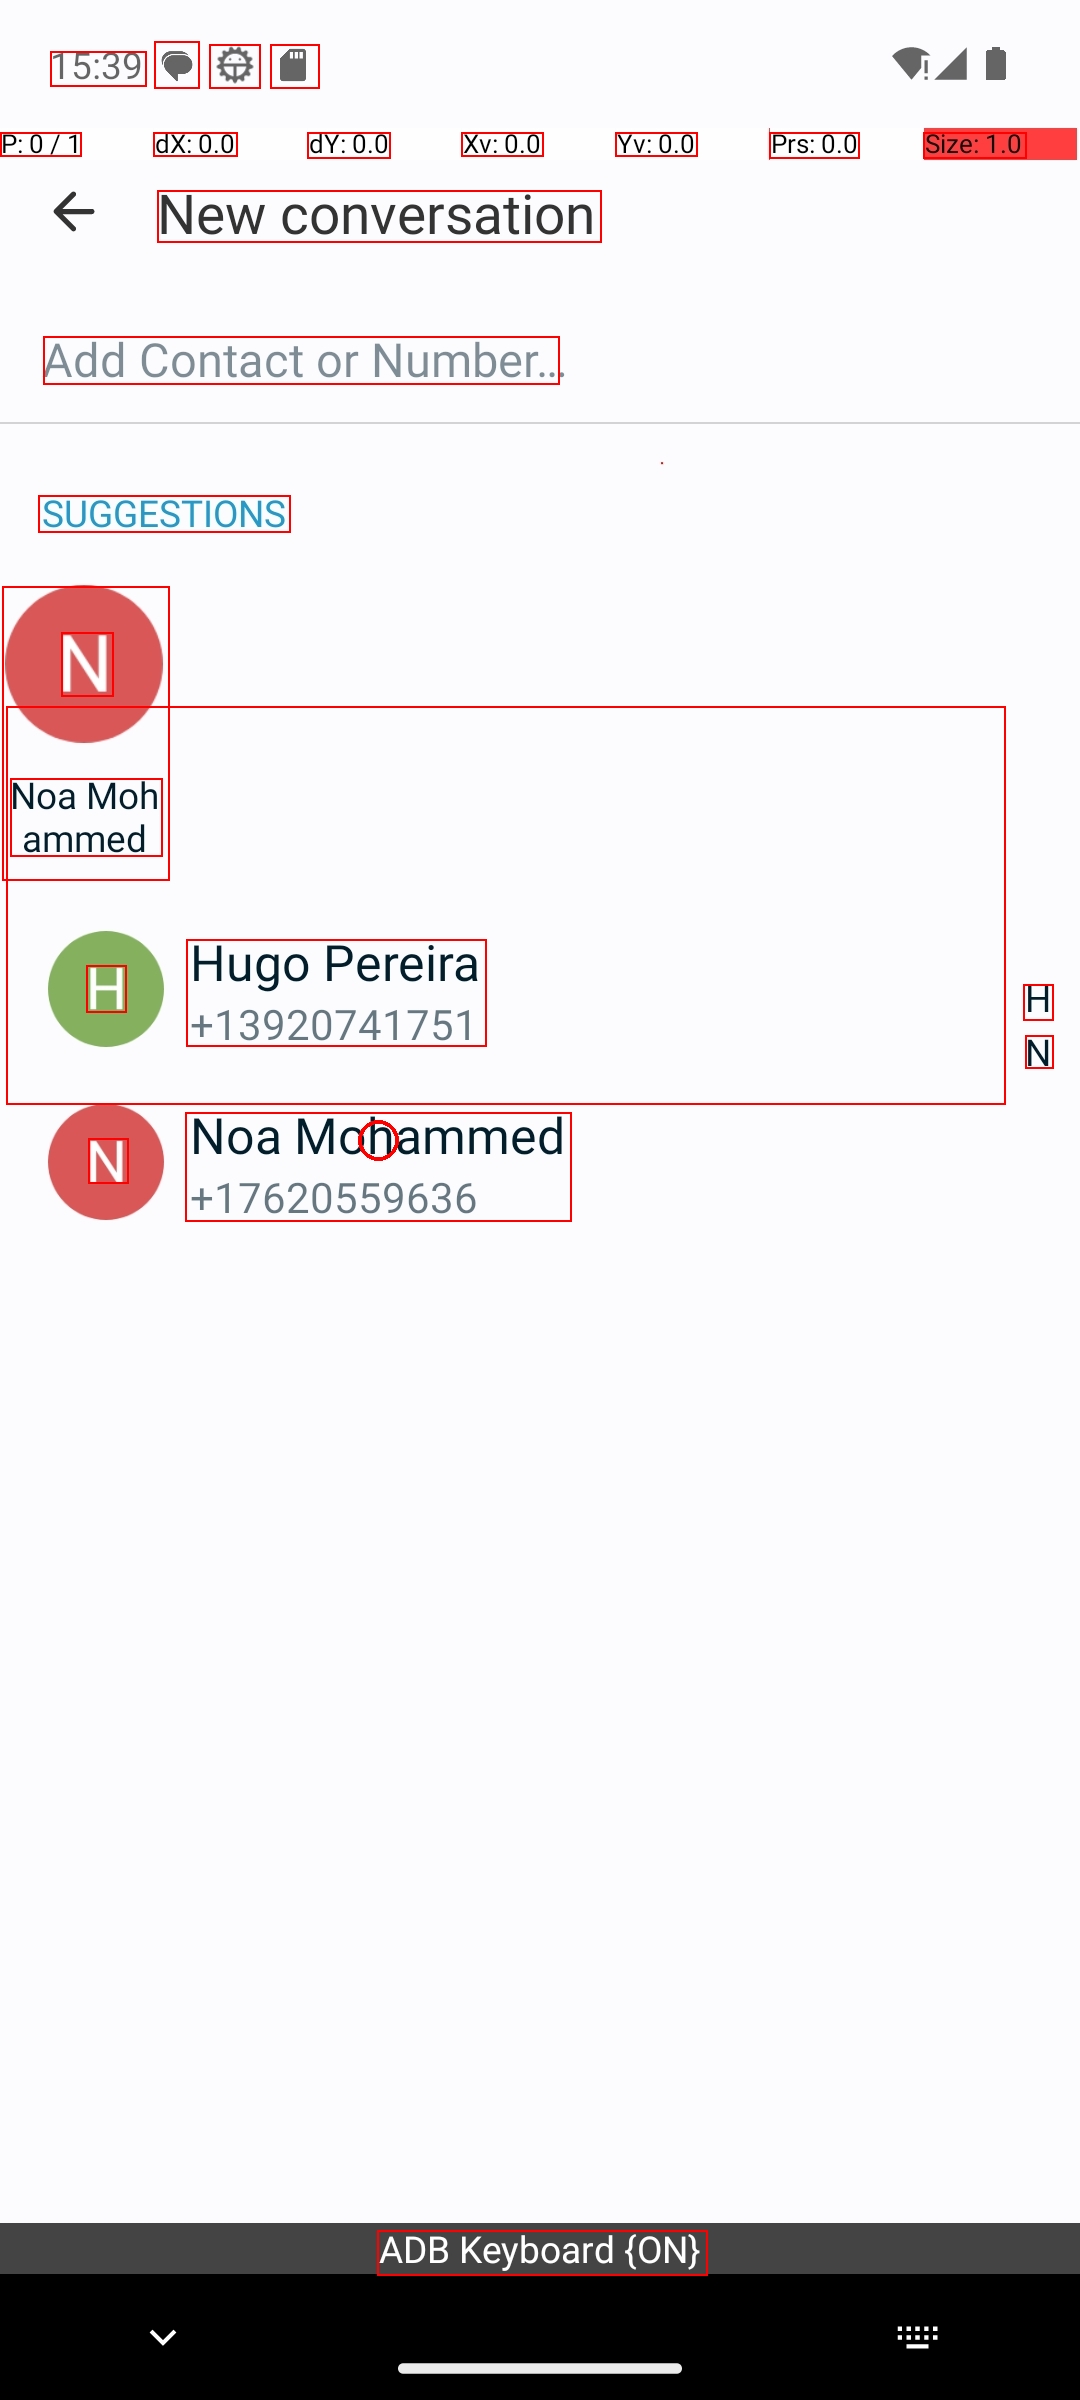 15:39
P: 0 / 1 dX: 0.0 dY: 0.0 Xv: 0.0 Yv: 0.0 Prs: 0.0 Size: 1.0
New conversation
Add Contact or Number…
SUGGESTIONS
N
Noa Moh
ammed
H
Hugo Pereira
+13920741751
H
N
N
Noa Mohammed
+17620559636
ADB Keyboard {ON}